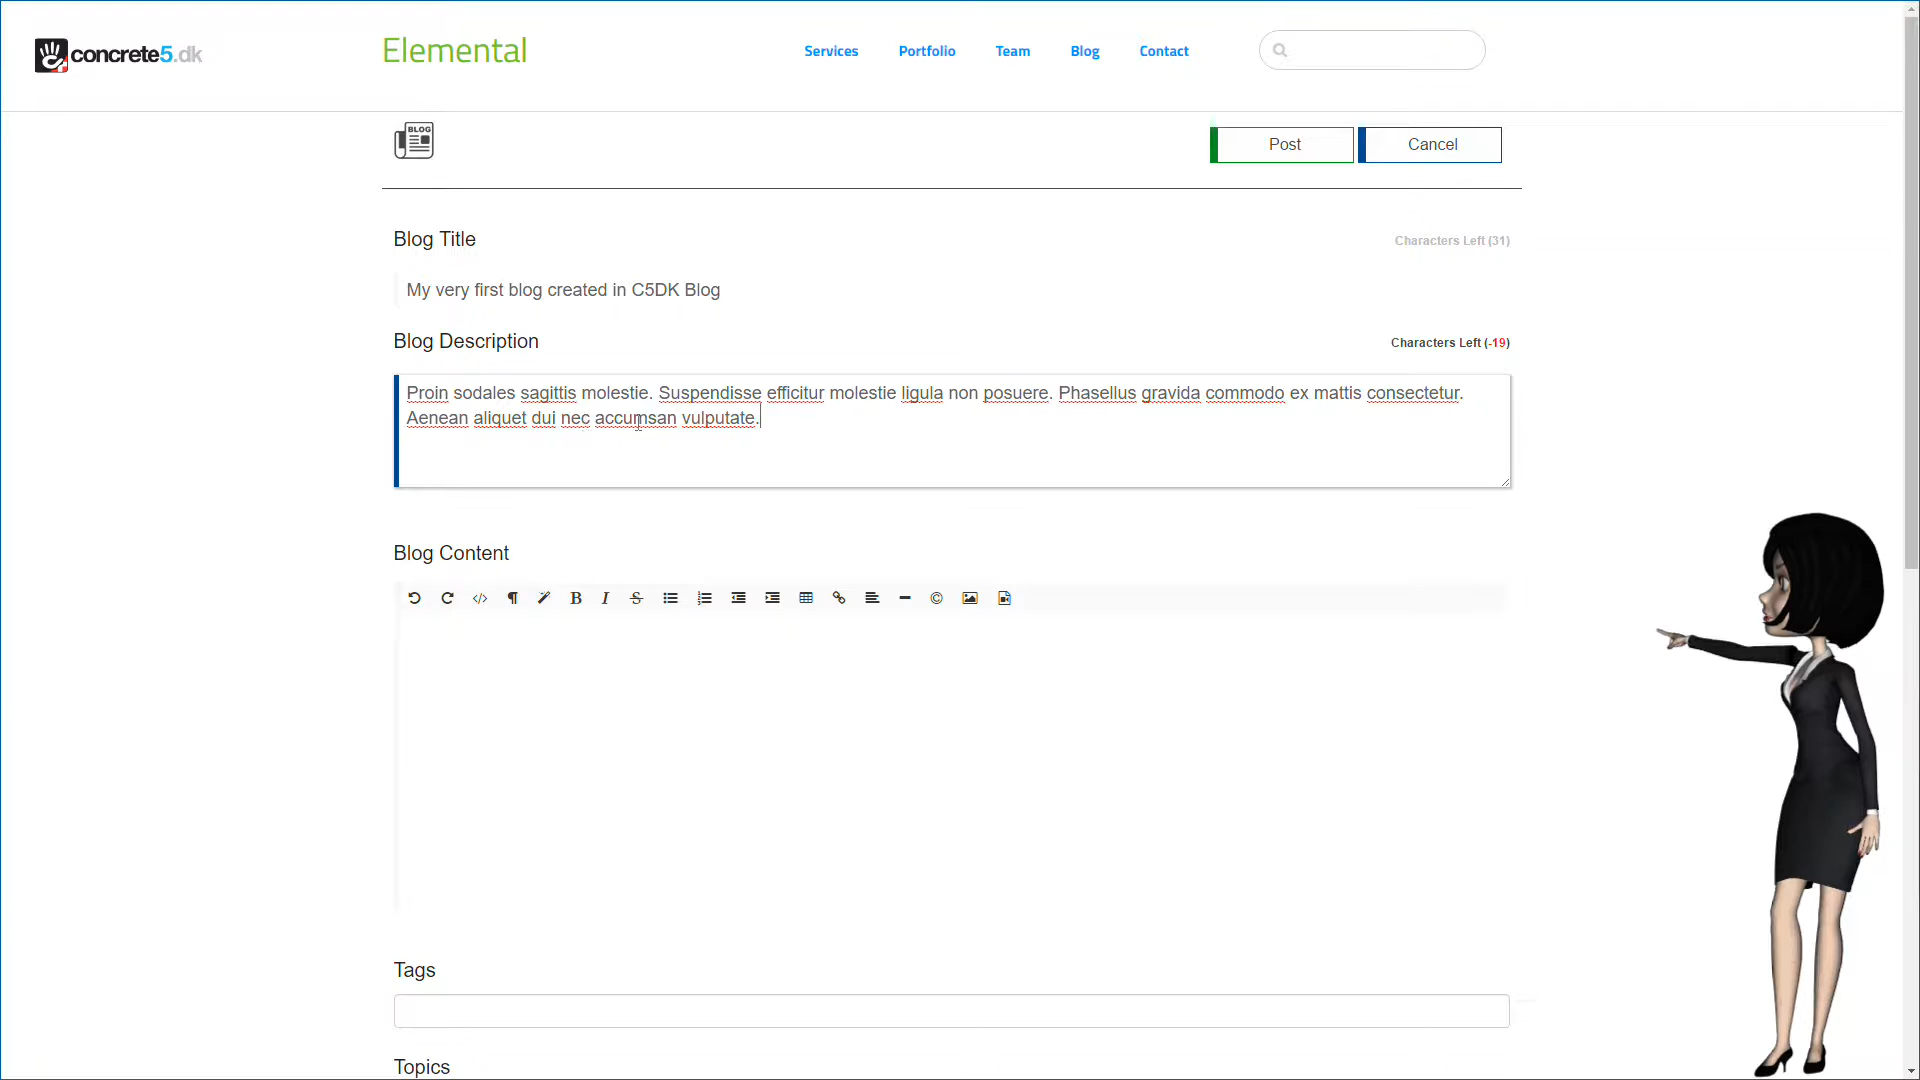 concrete5.dk
Elemental
Services Portfolio Team Blog Contact
BLOG
Post Cancel
Blog Title
Characters Left (31)
My very first blog created in C5DK Blog
Blog Description
Characters Left (-19)
Proin sodales sagittis molestie. Suspendisse efficitur molestie ligula non posuere. Phasellus gravida commodo ex mattis consectetur.
Aenean aliquet dui nec accumsan vulputate.
Blog Content
B I S
Tags
Topics